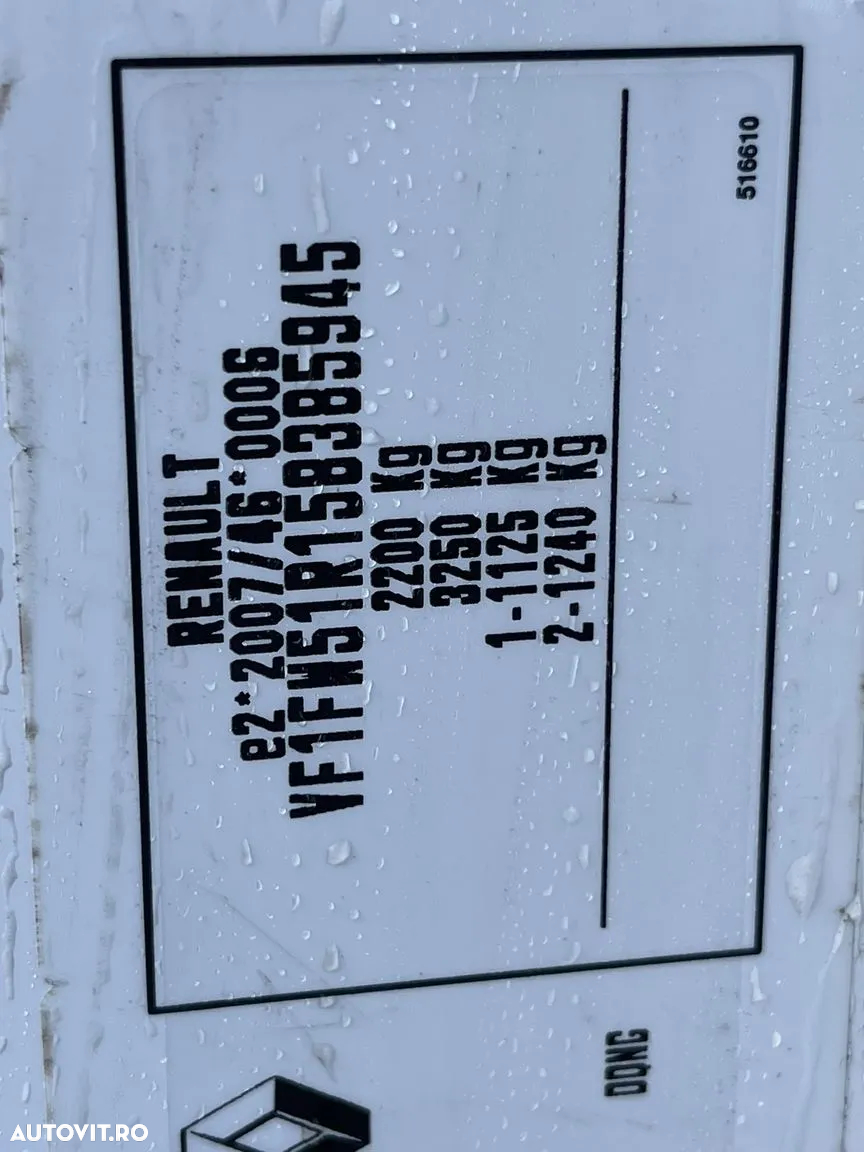 RENAULT
e2*2007/46*0006
VF1FW51R158385945
2200 Kg
3250 Kg
1-1125 Kg
2-1240 Kg
516610
DQNG
AUTOVIT.RO